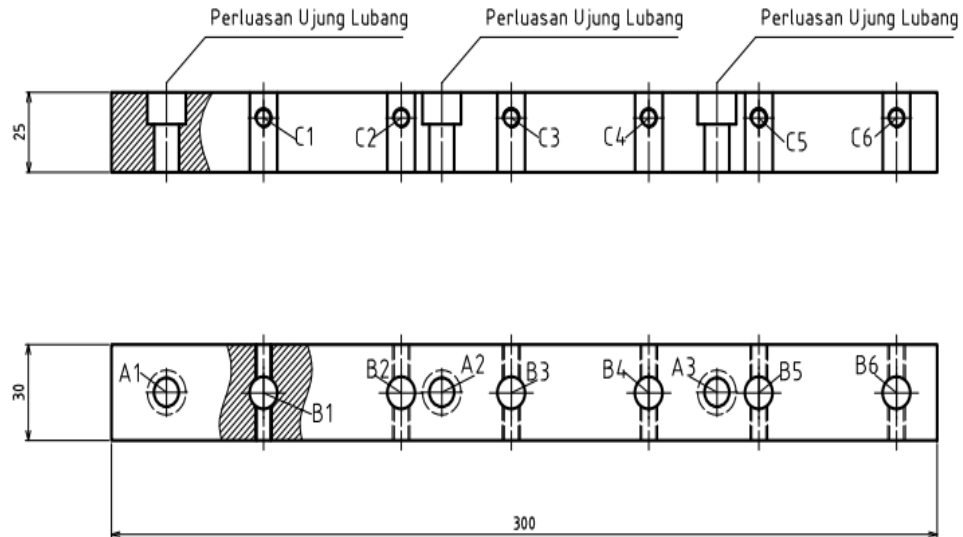 Perluasan Ujung Lubang
Perluasan Ujung Lubang
Perluasan Ujung Lubang
25
C1
C2
C3
C4
C5
C6
30
A1
B1
B2
A2
B3
B4
A3
B5
B6
300